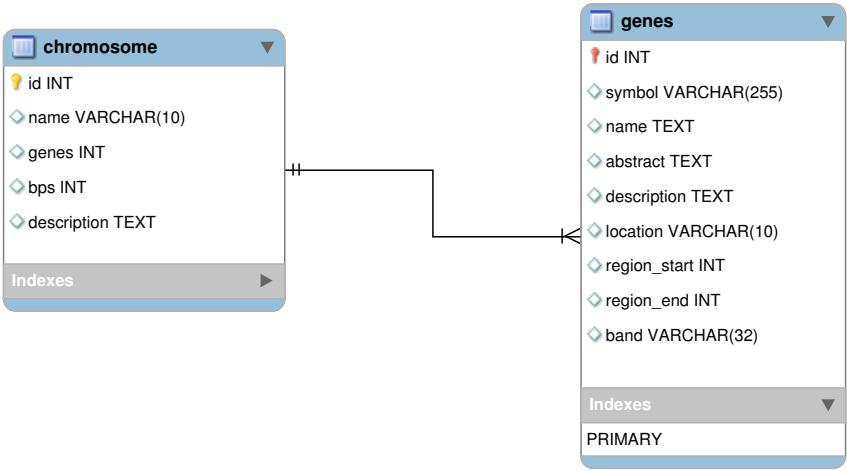 chromosome
id INT
name VARCHAR(10)
genes INT
bps INT
description TEXT
Indexes
genes
id INT
symbol VARCHAR(255)
name TEXT
abstract TEXT
description TEXT
location VARCHAR(10)
region_start INT
region_end INT
band VARCHAR(32)
Indexes
PRIMARY